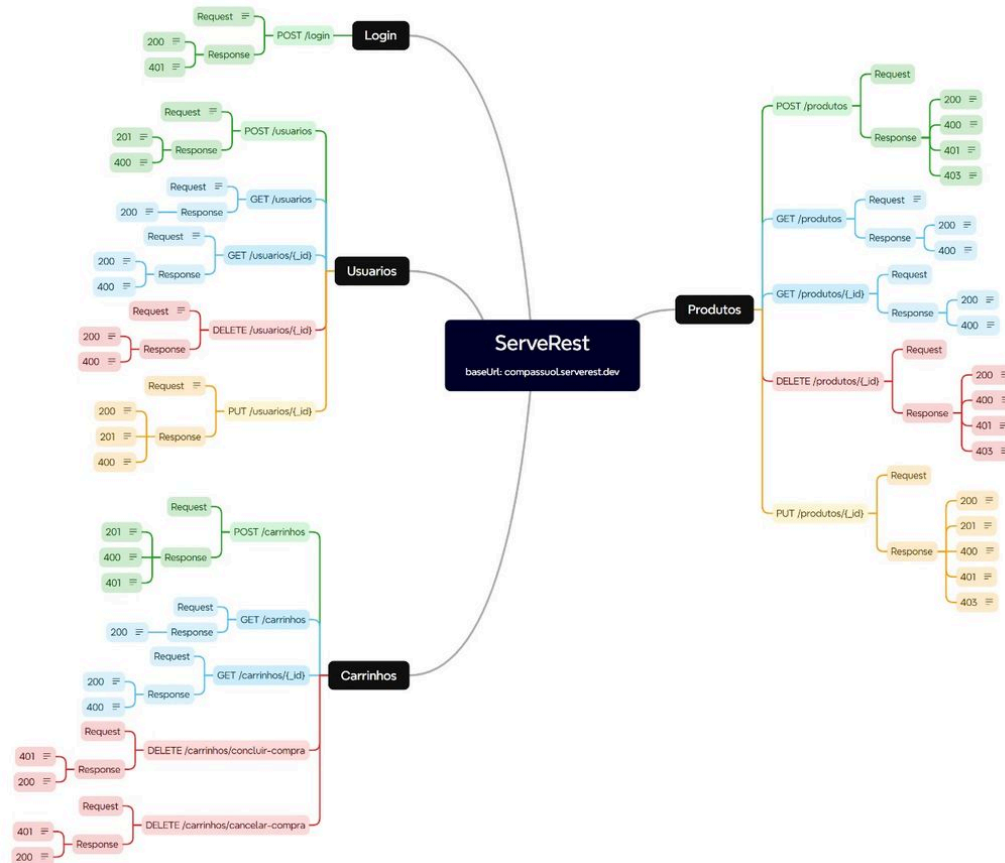 ServeRest
baseUrl: compassuol.serverest.dev
Login
POST /login
Request
Response
200
401
Usuarios
POST /usuarios
Request
Response
201
400
GET /usuarios
Request
Response
200
GET /usuarios/{_id}
Request
Response
200
400
DELETE /usuarios/{_id}
Request
Response
200
400
PUT /usuarios/{_id}
Request
Response
200
201
400
Carrinhos
POST /carrinhos
Request
Response
201
400
401
GET /carrinhos
Request
Response
200
GET /carrinhos/{_id}
Request
Response
200
400
DELETE /carrinhos/concluir-compra
Request
Response
401
200
DELETE /carrinhos/cancelar-compra
Request
Response
401
200
Produtos
POST /produtos
Request
Response
200
400
401
403
GET /produtos
Request
Response
200
400
GET /produtos/{_id}
Request
Response
200
400
DELETE /produtos/{_id}
Request
Response
200
400
401
403
PUT /produtos/{_id}
Request
Response
200
201
400
401
403